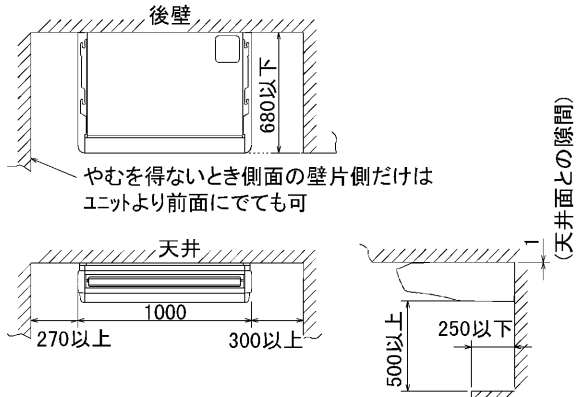 後壁
680以下
やむを得ないとき側面の壁片側だけは
ユニットより前面にでても可
天井
1000
270以上
300以上
1
(天井面との隙間)
500以上
250以下